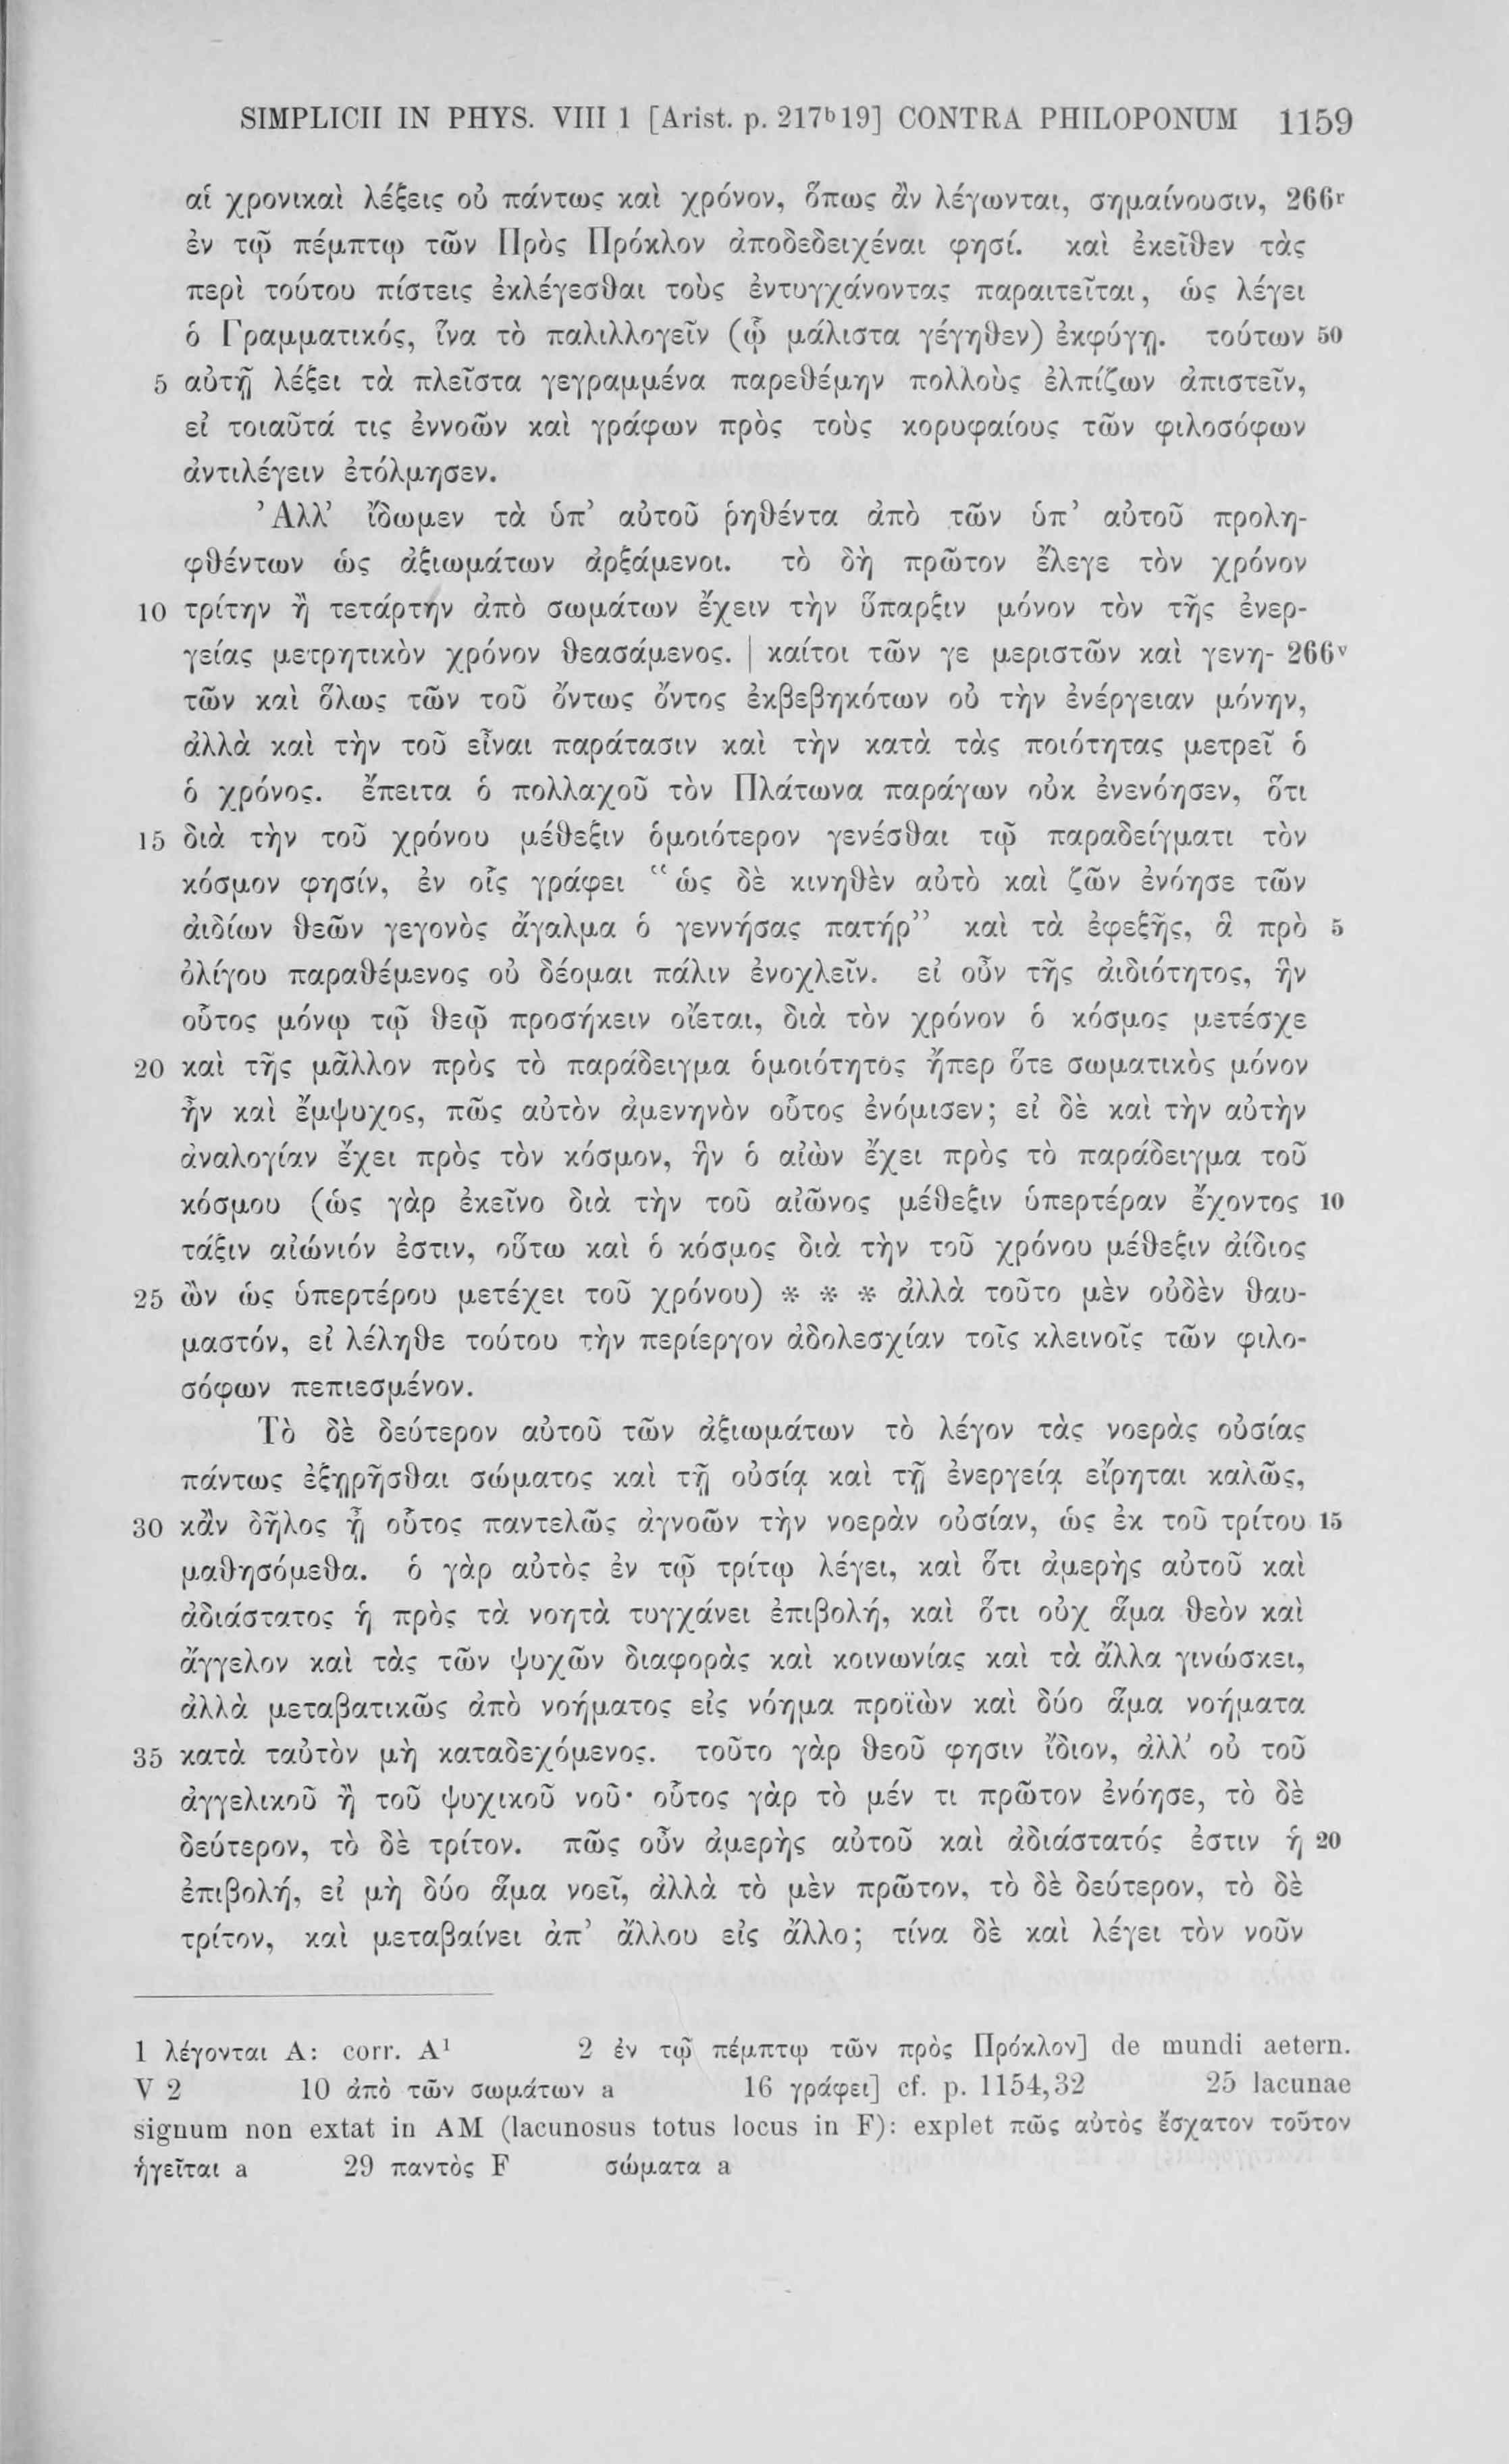 SIMPLICII IN PHYS. VIII 1 [Arist. p. 217ᵇ19] CONTRA PHILOPONUM 1159
αἱ χρονικαὶ λέξεις οὐ πάντως καὶ χρόνον, ὅπως ἂν λέγωνται, σημαίνουσιν, 266ʳ
ἐν τῷ πέμπτῳ τῶν Πρὸς Πρόκλον ἀποδεδειχέναι φησί. καὶ ἐκεῖθεν τὰς
περὶ τούτου πίστεις ἐκλέγεσθαι τοὺς ἐντυγχάνοντας παραιτεῖται, ὡς λέγει
ὁ Γραμματικός, ἵνα τὸ παλιλλογεῖν (ᾧ μάλιστα γέγηθεν) ἐκφύγῃ. τούτων 50
5 αὐτῇ λέξει τὰ πλεῖστα γεγραμμένα παρεθέμην πολλοὺς ἐλπίζων ἀπιστεῖν,
εἰ τοιαῦτά τις ἐννοῶν καὶ γράφων πρὸς τοὺς κορυφαίους τῶν φιλοσόφων
ἀντιλέγειν ἐτόλμησεν.
Ἀλλ’ ἴδωμεν τὰ ὑπ’ αὐτοῦ ῥηθέντα ἀπὸ τῶν ὑπ’ αὐτοῦ προλη-
φθέντων ὡς ἀξιωμάτων ἀρξάμενοι. τὸ δὴ πρῶτον ἔλεγε τὸν χρόνον
10 τρίτην ἢ τετάρτην ἀπὸ σωμάτων ἔχειν τὴν ὕπαρξιν μόνον τὸν τῆς ἐνερ-
γείας μετρητικὸν χρόνον θεασάμενος. | καίτοι τῶν γε μεριστῶν καὶ γενη- 266ᵛ
τῶν καὶ ὅλως τῶν τοῦ ὄντως ὄντος ἐκβεβηκότων οὐ τὴν ἐνέργειαν μόνην,
ἀλλὰ καὶ τὴν τοῦ εἶναι παράτασιν καὶ τὴν κατὰ τὰς ποιότητας μετρεῖ ὁ
ὁ χρόνος. ἔπειτα ὁ πολλαχοῦ τὸν Πλάτωνα παράγων οὐκ ἐνενόησεν, ὅτι
15 διὰ τὴν τοῦ χρόνου μέθεξιν ὁμοιότερον γενέσθαι τῷ παραδείγματι τὸν
κόσμον φησίν, ἐν οἷς γράφει “ὡς δὲ κινηθὲν αὐτὸ καὶ ζῶν ἐνόησε τῶν
ἀιδίων θεῶν γεγονὸς ἄγαλμα ὁ γεννήσας πατήρ” καὶ τὰ ἐφεξῆς, ἃ πρὸ 5
ὀλίγου παραθέμενος οὐ δέομαι πάλιν ἐνοχλεῖν. εἰ οὖν τῆς ἀιδιότητος, ἣν
οὗτος μόνῳ τῷ θεῷ προσήκειν οἴεται, διὰ τὸν χρόνον ὁ κόσμος μετέσχε
20 καὶ τῆς μᾶλλον πρὸς τὸ παράδειγμα ὁμοιότητος ἤπερ ὅτε σωματικὸς μόνον
ἦν καὶ ἔμψυχος, πῶς αὐτὸν ἀμενηνὸν οὗτος ἐνόμισεν; εἰ δὲ καὶ τὴν αὐτὴν
ἀναλογίαν ἔχει πρὸς τὸν κόσμον, ἣν ὁ αἰὼν ἔχει πρὸς τὸ παράδειγμα τοῦ
κόσμου (ὡς γὰρ ἐκεῖνο διὰ τὴν τοῦ αἰῶνος μέθεξιν ὑπερτέραν ἔχοντος 10
τάξιν αἰώνιόν ἐστιν, οὕτω καὶ ὁ κόσμος διὰ τὴν τοῦ χρόνου μέθεξιν ἀίδιος
25 ὢν ὡς ὑπερτέρου μετέχει τοῦ χρόνου) * * * ἀλλὰ τοῦτο μὲν οὐδὲν θαυ-
μαστόν, εἰ λέληθε τούτου τὴν περίεργον ἀδολεσχίαν τοῖς κλεινοῖς τῶν φιλο-
σόφων πεπιεσμένον.
Τὸ δὲ δεύτερον αὐτοῦ τῶν ἀξιωμάτων τὸ λέγον τὰς νοερὰς οὐσίας
πάντως ἐξῃρῆσθαι σώματος καὶ τῇ οὐσίᾳ καὶ τῇ ἐνεργείᾳ εἴρηται καλῶς,
30 κἂν δῆλος ᾖ οὗτος παντελῶς ἀγνοῶν τὴν νοερὰν οὐσίαν, ὡς ἐκ τοῦ τρίτου 15
μαθησόμεθα. ὁ γὰρ αὐτὸς ἐν τῷ τρίτῳ λέγει, καὶ ὅτι ἀμερὴς αὐτοῦ καὶ
ἀδιάστατος ἡ πρὸς τὰ νοητὰ τυγχάνει ἐπιβολή, καὶ ὅτι οὐχ ἅμα θεὸν καὶ
ἄγγελον καὶ τὰς τῶν ψυχῶν διαφορὰς καὶ κοινωνίας καὶ τὰ ἄλλα γινώσκει,
ἀλλὰ μεταβατικῶς ἀπὸ νοήματος εἰς νόημα προϊὼν καὶ δύο ἅμα νοήματα
35 κατὰ ταὐτὸν μὴ καταδεχόμενος. τοῦτο γὰρ θεοῦ φησιν ἴδιον, ἀλλ’ οὐ τοῦ
ἀγγελικοῦ ἢ τοῦ ψυχικοῦ νοῦ· οὗτος γὰρ τὸ μέν τι πρῶτον ἐνόησε, τὸ δὲ
δεύτερον, τὸ δὲ τρίτον. πῶς οὖν ἀμερὴς αὐτοῦ καὶ ἀδιάστατός ἐστιν ἡ 20
ἐπιβολή, εἰ μὴ δύο ἅμα νοεῖ, ἀλλὰ τὸ μὲν πρῶτον, τὸ δὲ δεύτερον, τὸ δὲ
τρίτον, καὶ μεταβαίνει ἀπ’ ἄλλου εἰς ἄλλο; τίνα δὲ καὶ λέγει τὸν νοῦν
1 λέγονται A: corr. A¹ 2 ἐν τῷ πέμπτῳ τῶν πρὸς Πρόκλον] de mundi aetern.
V 2 10 ἀπὸ τῶν σωμάτων a 16 γράφει] cf. p. 1154,32 25 lacunae
signum non extat in AM (lacunosus totus locus in F): explet πῶς αὐτὸς ἔσχατον τοῦτον
ἡγεῖται a 29 παντὸς F σώματα a